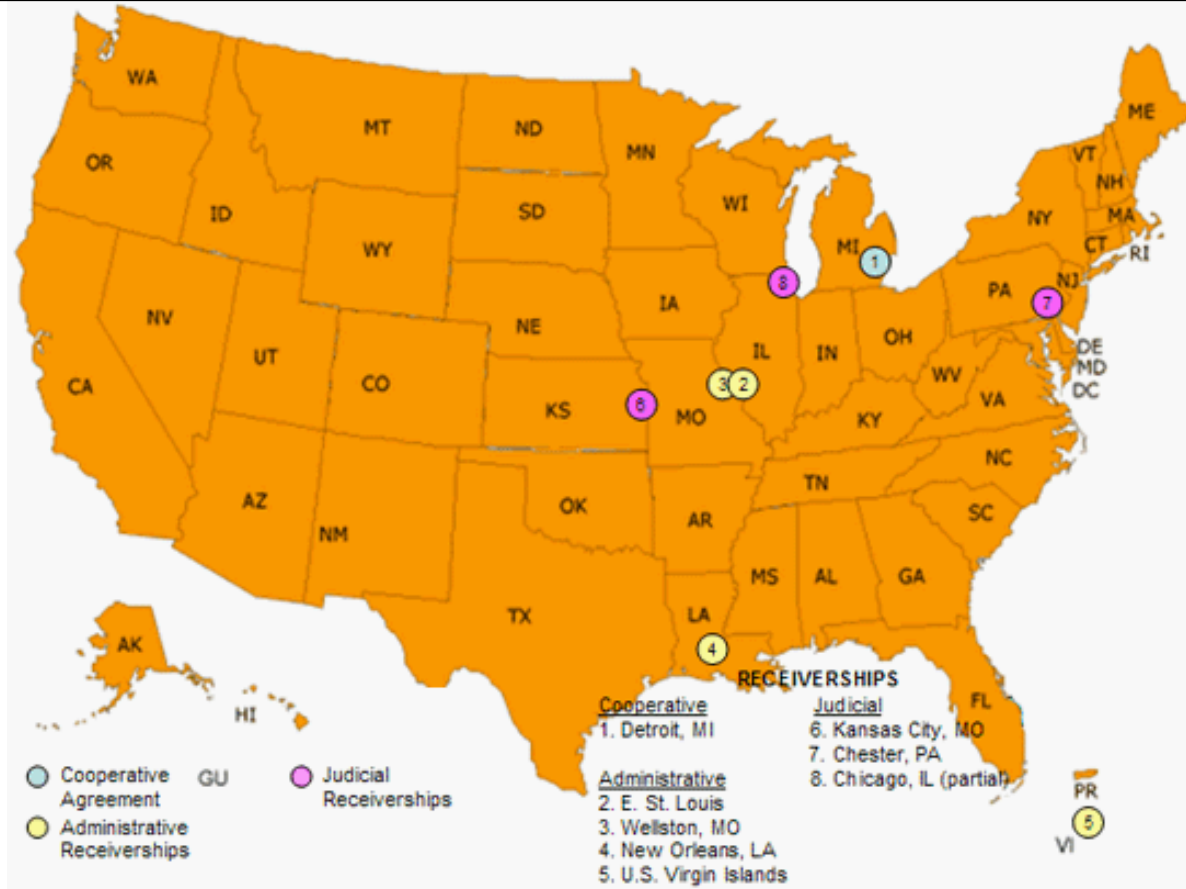 WA
MT
ND
MN
ME
OR
ID
SD
WI
VT
NH
NY
MA
WY
MI
1
CT
RI
8
IA
PA
NJ
7
NV
NE
IL
IN
OH
UT
CA
CO
3
2
WV
DE
MD
DC
KS
6
MO
KY
VA
NC
TN
AZ
NM
OK
AR
SC
MS
AL
GA
TX
LA
AK
4
HI
FL
RECEIVERSHIPS
Cooperative
1. Detroit, MI
Administrative
2. E. St. Louis
3. Wellston, MO
4. New Orleans, LA
5. U.S. Virgin Islands
Judicial
6. Kansas City, MO
7. Chester, PA
8. Chicago, IL (partial)
Cooperative
Agreement
GU
Judicial
Receiverships
Administrative
Receiverships
PR
5
VI